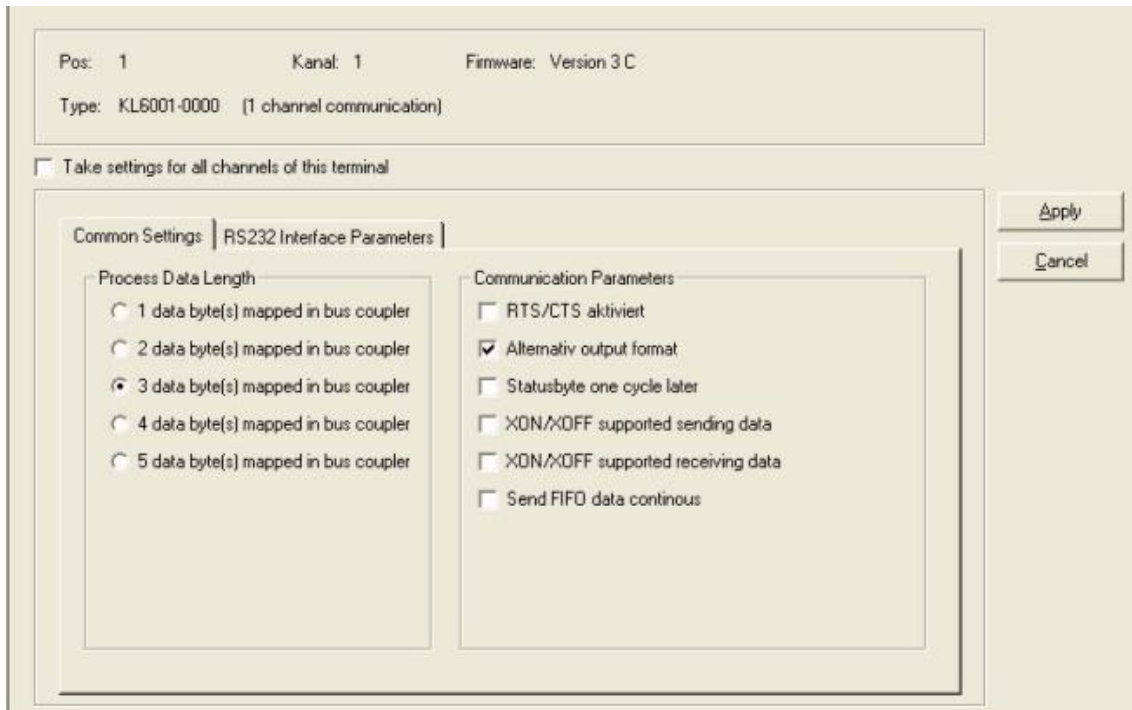 Pos: 1 Kanal: 1 Firmware: Version 3 C
Type: KL6001-0000 (1 channel communication)
Take settings for all channels of this terminal
Apply
Cancel
Common Settings RS232 Interface Parameters
Process Data Length
1 data byte(s) mapped in bus coupler
2 data byte(s) mapped in bus coupler
3 data byte(s) mapped in bus coupler
4 data byte(s) mapped in bus coupler
5 data byte(s) mapped in bus coupler
Communication Parameters
RTS/CTS aktiviert
Alternativ output format
Statusbyte one cycle later
XON/XOFF supported sending data
XON/XOFF supported receiving data
Send FIFO data continous